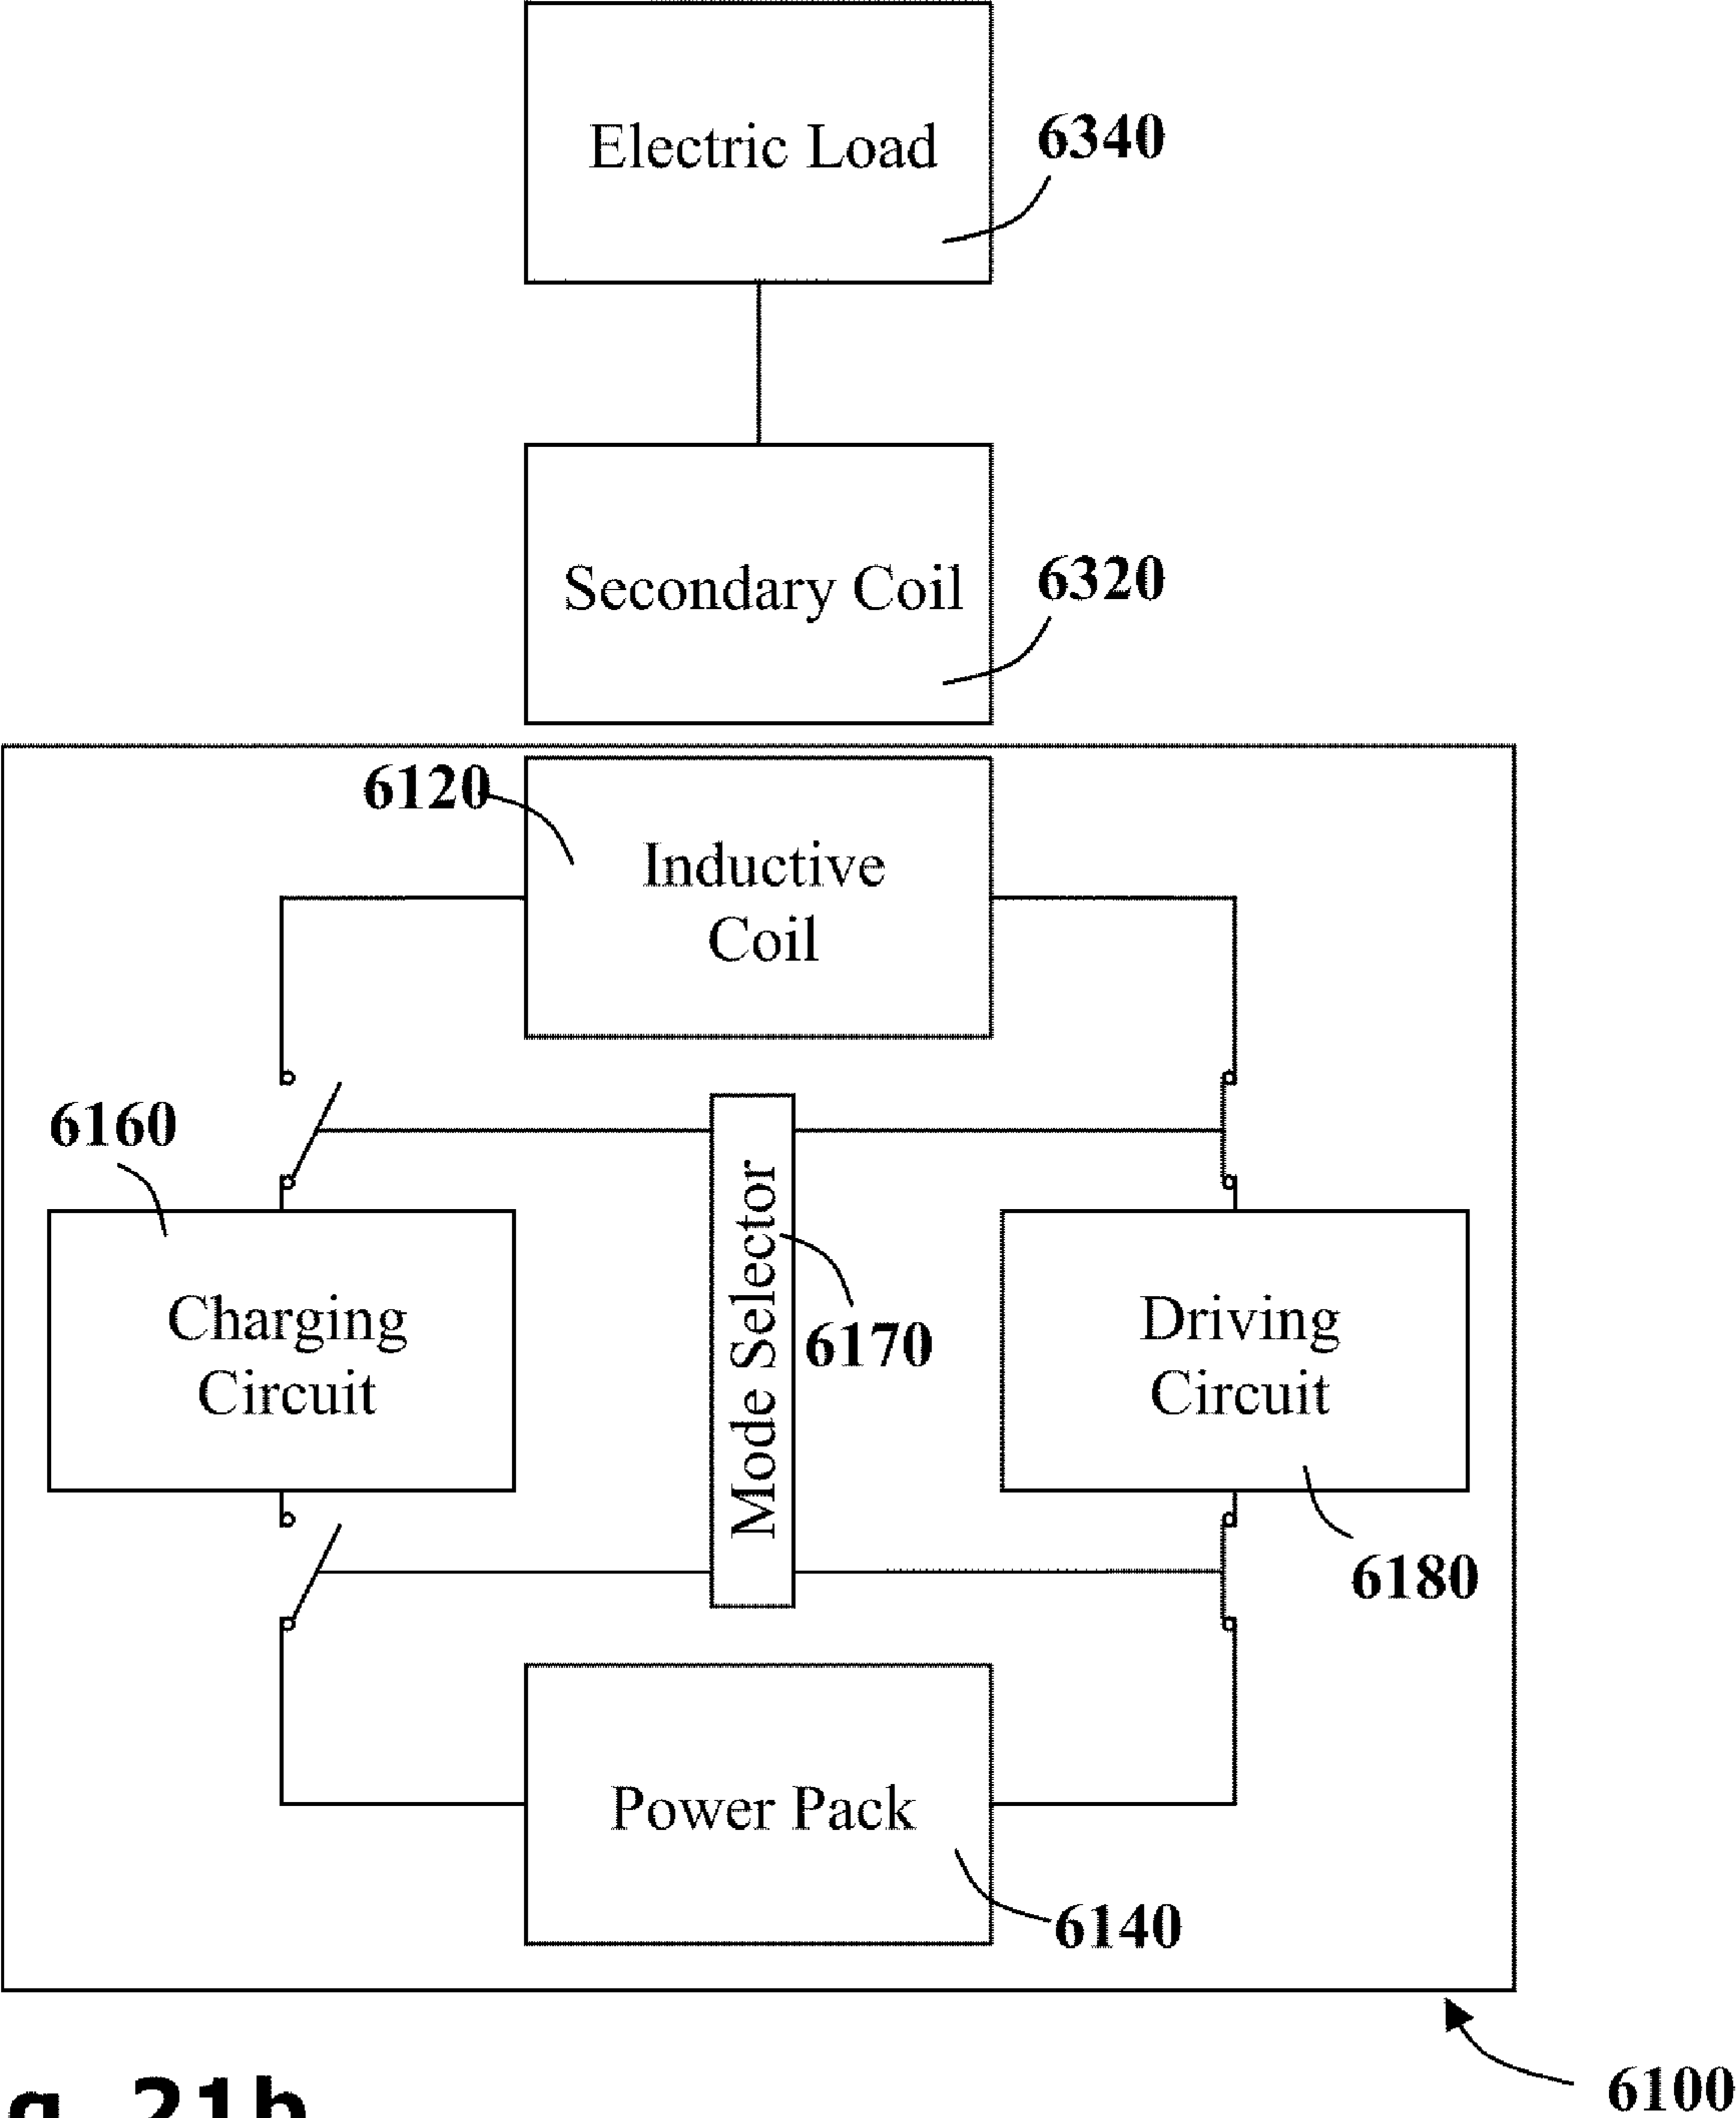 Electric Load
6340
Secondary Coil
6320
6120
Inductive
Coil
6160
Mode Selector
6170
Charging
Circuit
Driving
Circuit
6180
Power Pack
6140
6100
g 21b